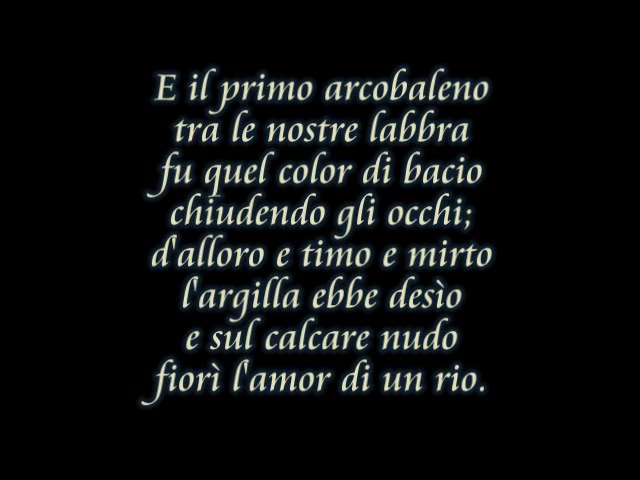 E il primo arcobaleno
tra le nostre labbra
fu quel color di bacio
chiudendo gli occhi;
d'alloro e timo e mirto
l'argilla ebbe desìo
e sul calcare nudo
fiorì l'amor di un rio.